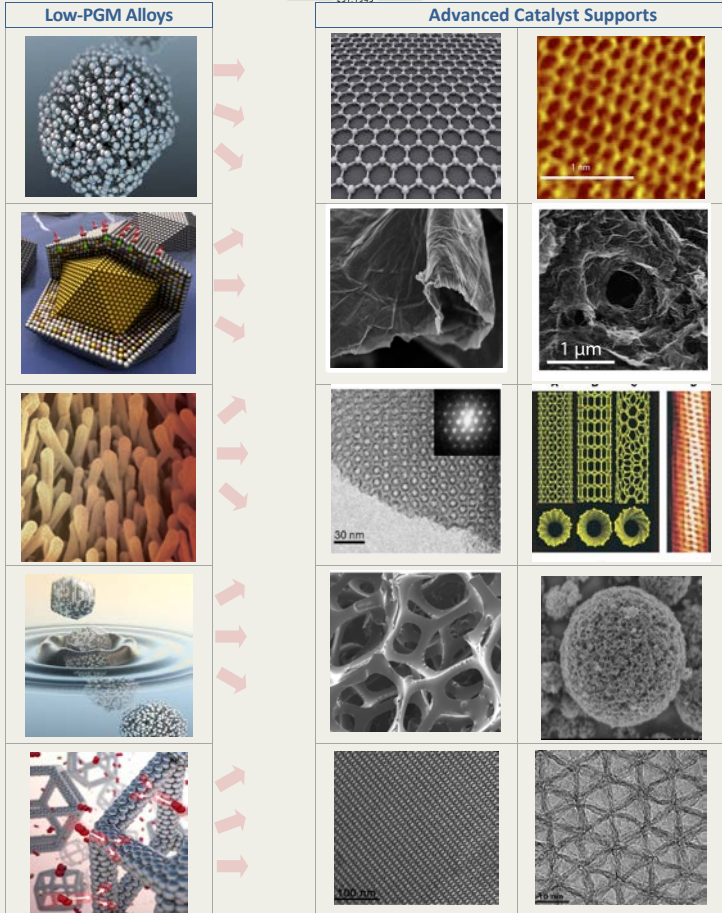 Low-PGM Alloys
Advanced Catalyst Supports
1 nm
1 µm
30 nm
A B C D
100 nm
10 nm